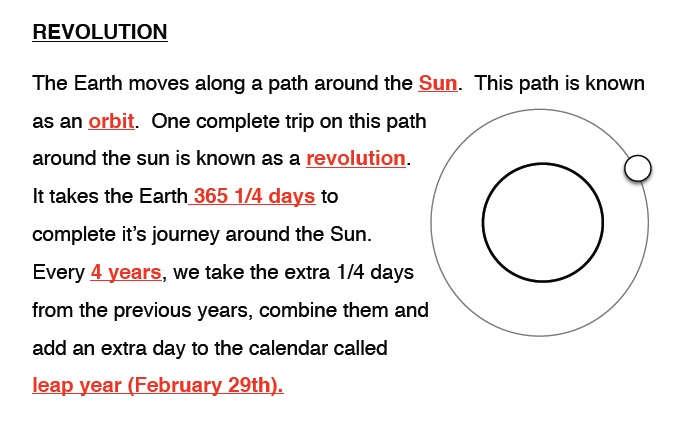 REVOLUTION
The Earth moves along a path around the Sun. This path is known
as an orbit. One complete trip on this path
around the sun is known as a revolution.
It takes the Earth 365 1/4 days to
complete it’s journey around the Sun.
Every 4 years, we take the extra 1/4 days
from the previous years, combine them and
add an extra day to the calendar called
leap year (February 29th).